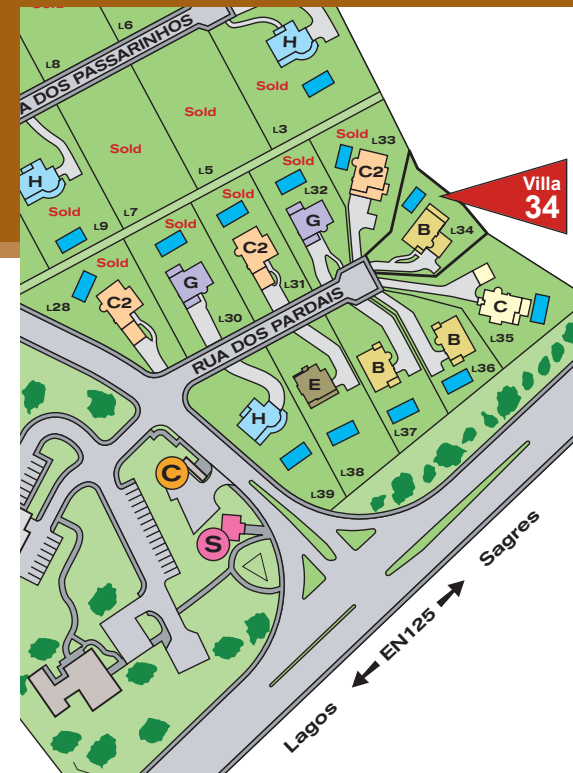 Sold
L6
L8
A DOS PASSARINHOS
H
Sold
Sold
L3
Sold
L5
H
Sold
L9
L7
Sold
L33
C2
Sold
L32
G
Villa
34
B
L34
Sold
C2
L31
Sold
G
L30
Sold
C2
L28
RUA DOS PARDAIS
C
L35
B
L36
B
L37
E
L38
H
L39
C
S
Sagres
EN125
Lagos